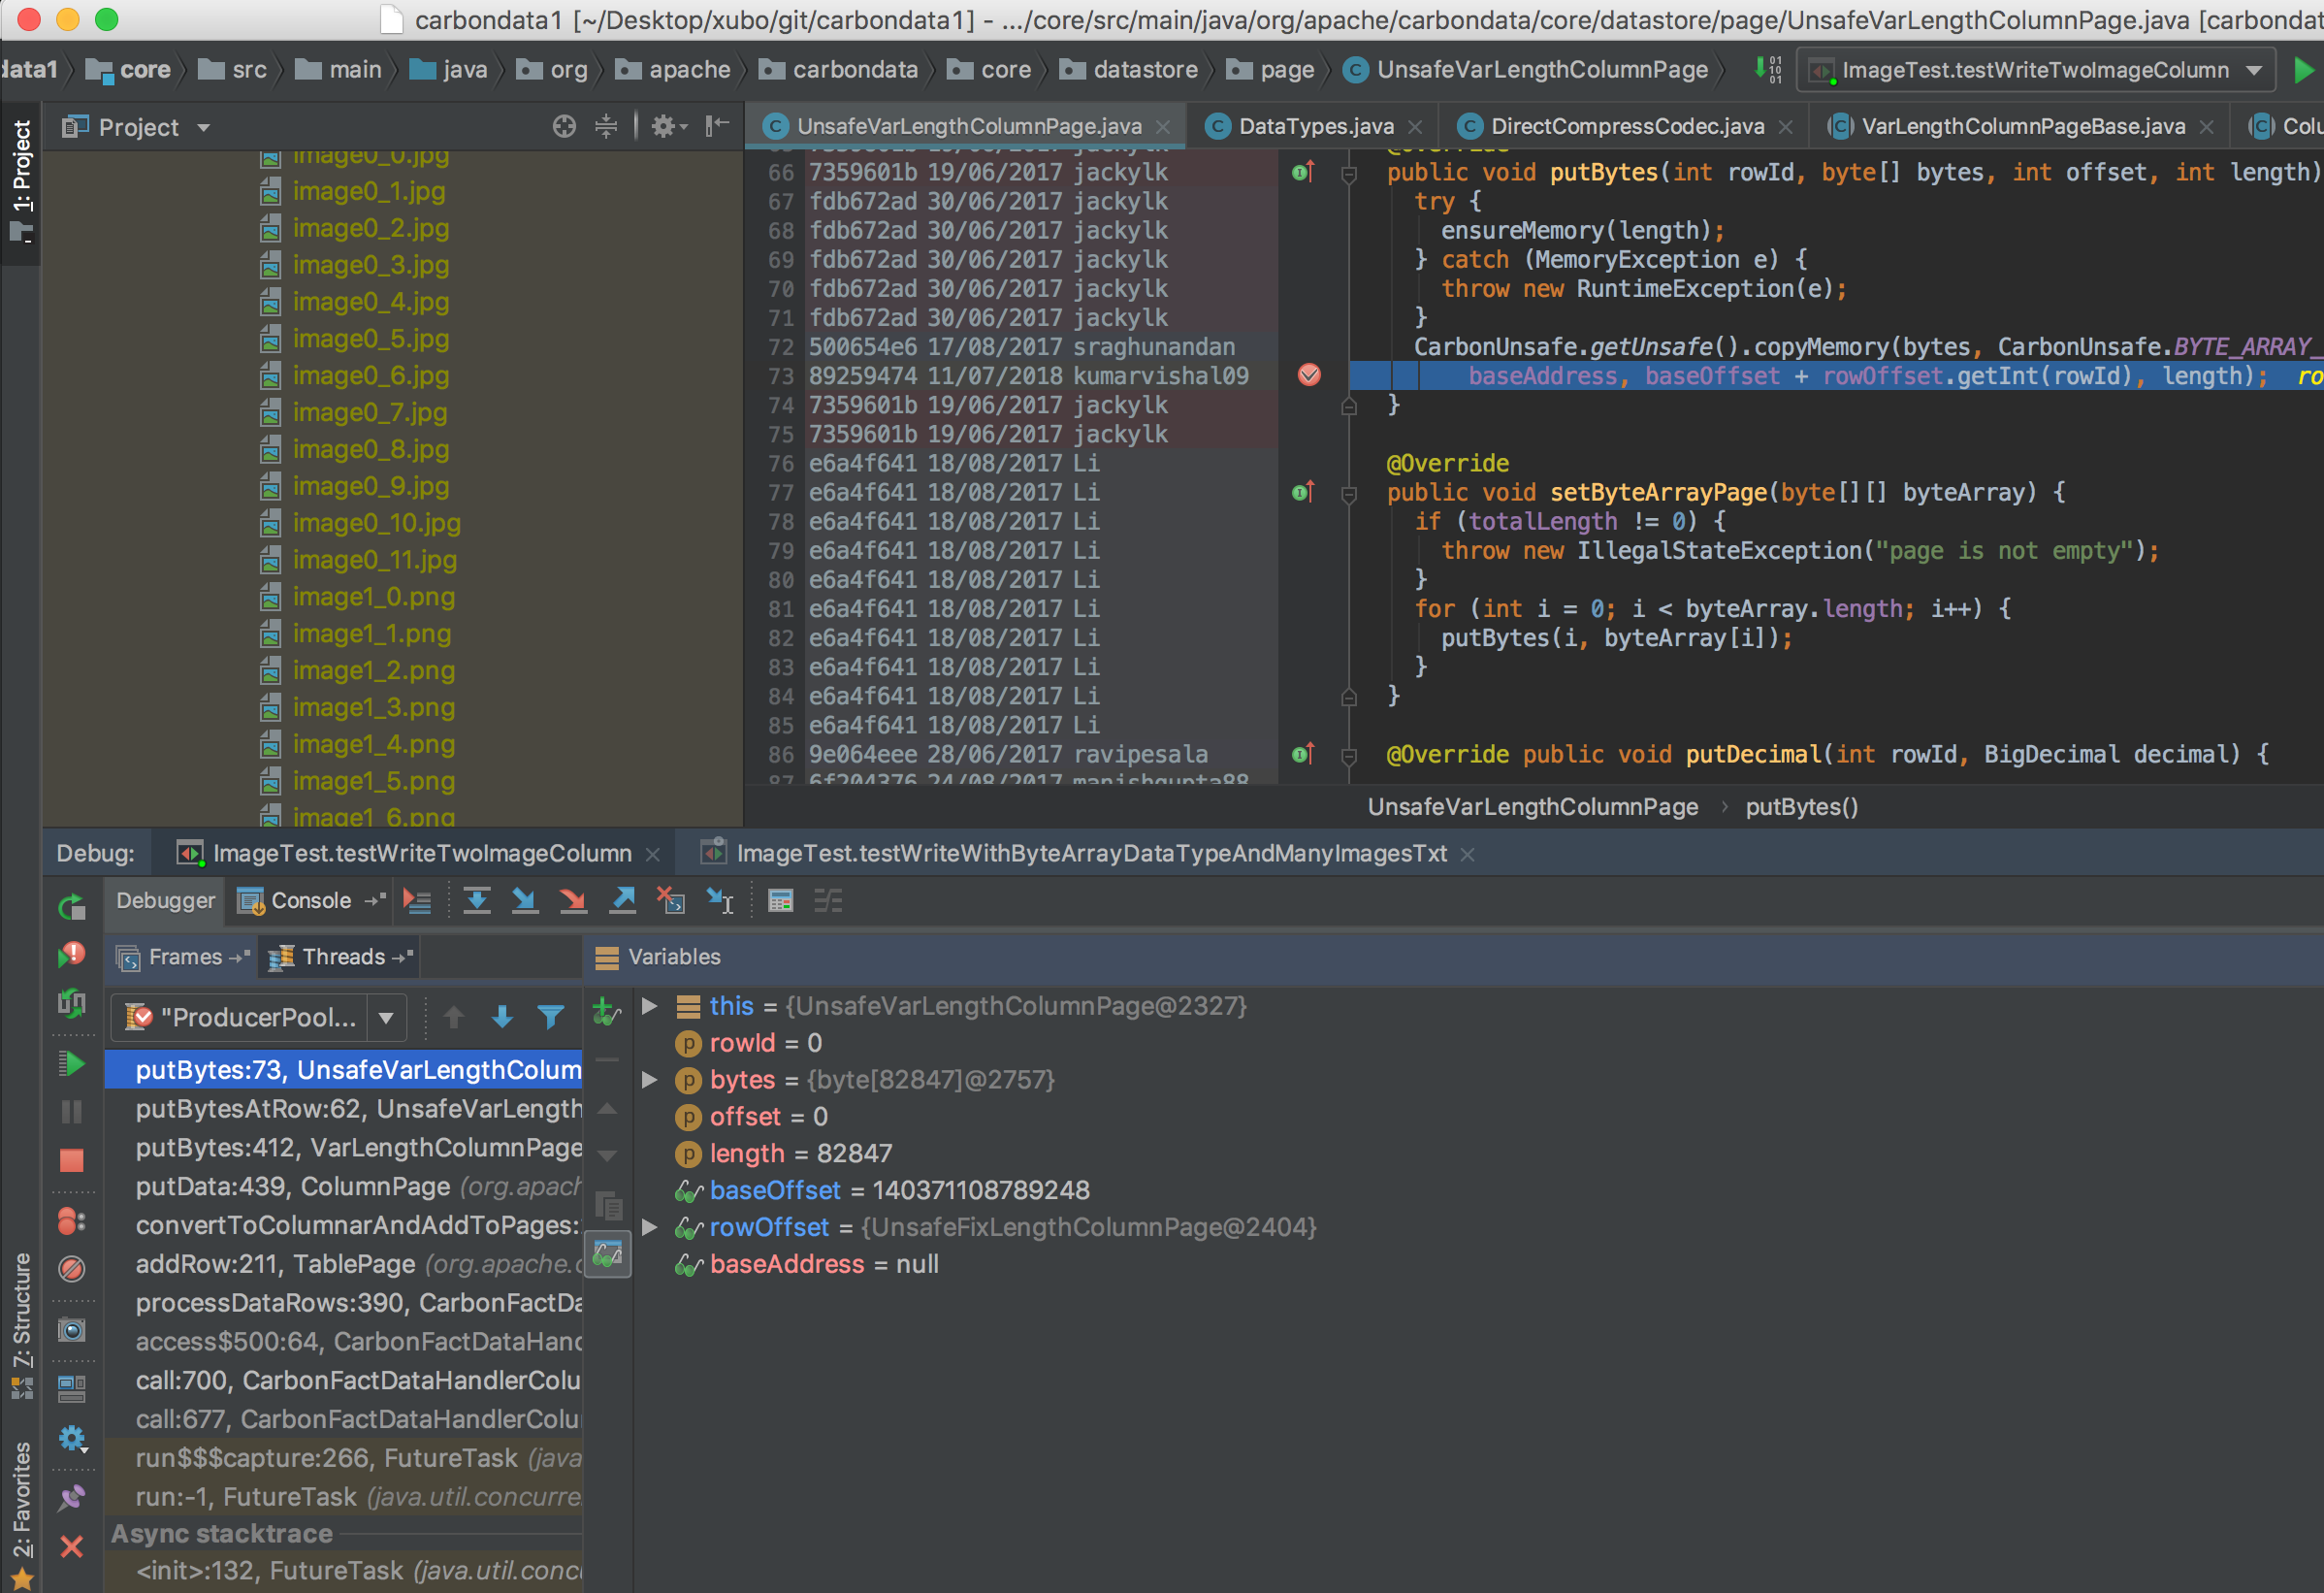 carbondata1 [~/Desktop/xubo/git/carbondata1] - .../core/src/main/java/org/apache/carbondata/core/datastore/page/UnsafeVarLengthColumnPage.java [carbondat
data1 core src main java org apache carbondata core datastore page UnsafeVarLengthColumnPage ImageTest.testWriteTwoImageColumn
1: Project
Z: Structure
2: Favorites
Project
image0_0.jpg
image0_1.jpg
image0_2.jpg
image0_3.jpg
image0_4.jpg
image0_5.jpg
image0_6.jpg
image0_7.jpg
image0_8.jpg
image0_9.jpg
image0_10.jpg
image0_11.jpg
image1_0.png
image1_1.png
image1_2.png
image1_3.png
image1_4.png
image1_5.png
image1_6.png
UnsafeVarLengthColumnPage.java DataTypes.java DirectCompressCodec.java VarLengthColumnPageBase.java Colu
@Override
66 7359601b 19/06/2017 jackylk public void putBytes(int rowId, byte[] bytes, int offset, int length)
67 fdb672ad 30/06/2017 jackylk try {
68 fdb672ad 30/06/2017 jackylk ensureMemory(length);
69 fdb672ad 30/06/2017 jackylk } catch (MemoryException e) {
70 fdb672ad 30/06/2017 jackylk throw new RuntimeException(e);
71 fdb672ad 30/06/2017 jackylk }
72 500654e6 17/08/2017 sraghunandan CarbonUnsafe.getUnsafe().copyMemory(bytes, CarbonUnsafe.BYTE_ARRAY_
73 89259474 11/07/2018 kumarvishal09 baseAddress, baseOffset + rowOffset.getInt(rowId), length); ro
74 7359601b 19/06/2017 jackylk }
75 7359601b 19/06/2017 jackylk
76 e6a4f641 18/08/2017 Li @Override
77 e6a4f641 18/08/2017 Li public void setByteArrayPage(byte[][] byteArray) {
78 e6a4f641 18/08/2017 Li if (totalLength != 0) {
79 e6a4f641 18/08/2017 Li throw new IllegalStateException("page is not empty");
80 e6a4f641 18/08/2017 Li }
81 e6a4f641 18/08/2017 Li for (int i = 0; i < byteArray.length; i++) {
82 e6a4f641 18/08/2017 Li putBytes(i, byteArray[i]);
83 e6a4f641 18/08/2017 Li }
84 e6a4f641 18/08/2017 Li }
85 e6a4f641 18/08/2017 Li
86 9e064eee 28/06/2017 ravipesala @Override public void putDecimal(int rowId, BigDecimal decimal) {
87 6f204376 24/08/2017 manishgupta88
UnsafeVarLengthColumnPage › putBytes()
Debug: ImageTest.testWriteTwoImageColumn ImageTest.testWriteWithByteArrayDataTypeAndManyImagesTxt
Debugger Console
Frames Threads Variables
"ProducerPool...
putBytes:73, UnsafeVarLengthColum
putBytesAtRow:62, UnsafeVarLength
putBytes:412, VarLengthColumnPage
putData:439, ColumnPage (org.apach
convertToColumnarAndAddToPages:
addRow:211, TablePage (org.apache.c
processDataRows:390, CarbonFactDa
access$500:64, CarbonFactDataHand
call:700, CarbonFactDataHandlerColu
call:677, CarbonFactDataHandlerColu
run$$$capture:266, FutureTask (java
run:-1, FutureTask (java.util.concurre
Async stacktrace
<init>:132, FutureTask (java.util.conc
this = {UnsafeVarLengthColumnPage@2327}
rowId = 0
bytes = {byte[82847]@2757}
offset = 0
length = 82847
baseOffset = 140371108789248
rowOffset = {UnsafeFixLengthColumnPage@2404}
baseAddress = null